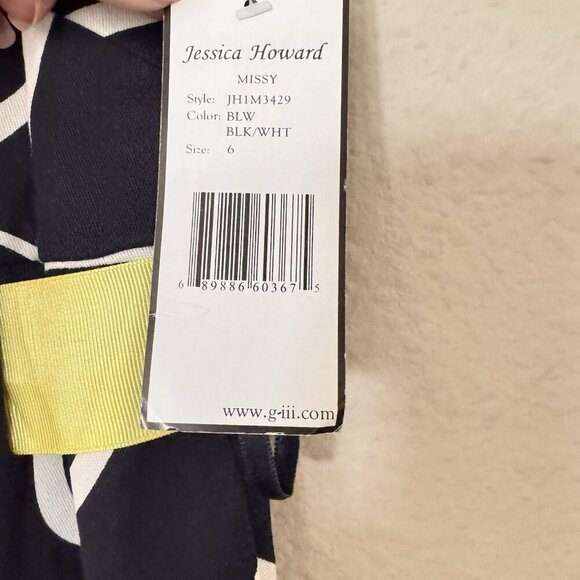 Jessica Howard
MISSY
Style: JH1M3429
Color: BLW
BLK/WHT
Size: 6
6 89886 60367 5
www.g-iii.com